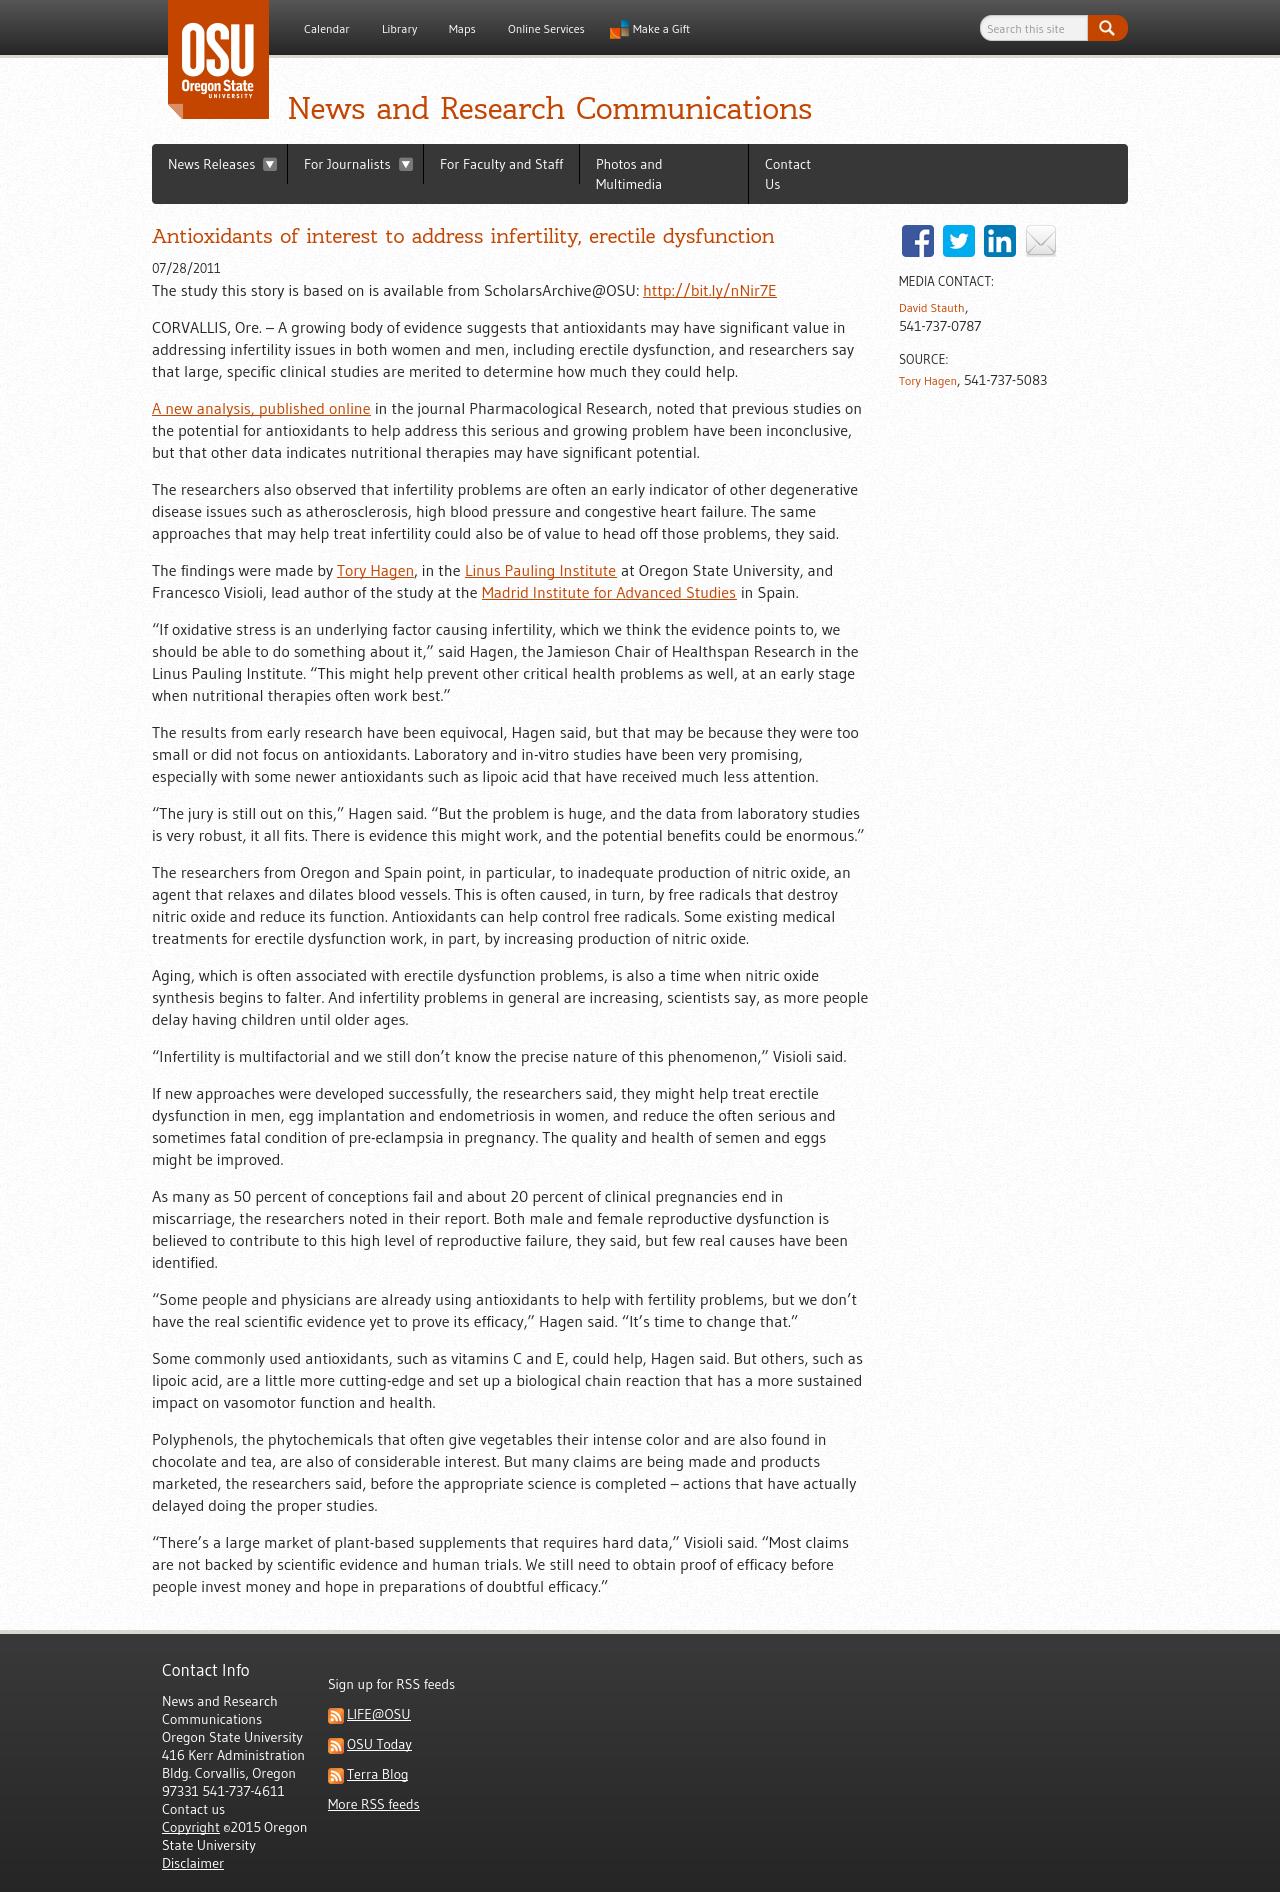 Calendar Library Maps Online Services Make a Gift Search this site
OSU
Oregon State
UNIVERSITY
News and Research Communications
News Releases For Journalists For Faculty and Staff Photos and Multimedia Contact Us
Antioxidants of interest to address infertility, erectile dysfunction
07/28/2011
The study this story is based on is available from ScholarsArchive@OSU: http://bit.ly/nNir7E
CORVALLIS, Ore. – A growing body of evidence suggests that antioxidants may have significant value in
addressing infertility issues in both women and men, including erectile dysfunction, and researchers say
that large, specific clinical studies are merited to determine how much they could help.
A new analysis, published online in the journal Pharmacological Research, noted that previous studies on
the potential for antioxidants to help address this serious and growing problem have been inconclusive,
but that other data indicates nutritional therapies may have significant potential.
The researchers also observed that infertility problems are often an early indicator of other degenerative
disease issues such as atherosclerosis, high blood pressure and congestive heart failure. The same
approaches that may help treat infertility could also be of value to head off those problems, they said.
The findings were made by Tory Hagen, in the Linus Pauling Institute at Oregon State University, and
Francesco Visioli, lead author of the study at the Madrid Institute for Advanced Studies in Spain.
“If oxidative stress is an underlying factor causing infertility, which we think the evidence points to, we
should be able to do something about it,” said Hagen, the Jamieson Chair of Healthspan Research in the
Linus Pauling Institute. “This might help prevent other critical health problems as well, at an early stage
when nutritional therapies often work best.”
The results from early research have been equivocal, Hagen said, but that may be because they were too
small or did not focus on antioxidants. Laboratory and in-vitro studies have been very promising,
especially with some newer antioxidants such as lipoic acid that have received much less attention.
“The jury is still out on this,” Hagen said. “But the problem is huge, and the data from laboratory studies
is very robust, it all fits. There is evidence this might work, and the potential benefits could be enormous.”
The researchers from Oregon and Spain point, in particular, to inadequate production of nitric oxide, an
agent that relaxes and dilates blood vessels. This is often caused, in turn, by free radicals that destroy
nitric oxide and reduce its function. Antioxidants can help control free radicals. Some existing medical
treatments for erectile dysfunction work, in part, by increasing production of nitric oxide.
Aging, which is often associated with erectile dysfunction problems, is also a time when nitric oxide
synthesis begins to falter. And infertility problems in general are increasing, scientists say, as more people
delay having children until older ages.
“Infertility is multifactorial and we still don’t know the precise nature of this phenomenon,” Visioli said.
If new approaches were developed successfully, the researchers said, they might help treat erectile
dysfunction in men, egg implantation and endometriosis in women, and reduce the often serious and
sometimes fatal condition of pre-eclampsia in pregnancy. The quality and health of semen and eggs
might be improved.
As many as 50 percent of conceptions fail and about 20 percent of clinical pregnancies end in
miscarriage, the researchers noted in their report. Both male and female reproductive dysfunction is
believed to contribute to this high level of reproductive failure, they said, but few real causes have been
identified.
“Some people and physicians are already using antioxidants to help with fertility problems, but we don’t
have the real scientific evidence yet to prove its efficacy,” Hagen said. “It’s time to change that.”
Some commonly used antioxidants, such as vitamins C and E, could help, Hagen said. But others, such as
lipoic acid, are a little more cutting-edge and set up a biological chain reaction that has a more sustained
impact on vasomotor function and health.
Polyphenols, the phytochemicals that often give vegetables their intense color and are also found in
chocolate and tea, are also of considerable interest. But many claims are being made and products
marketed, the researchers said, before the appropriate science is completed – actions that have actually
delayed doing the proper studies.
“There’s a large market of plant-based supplements that requires hard data,” Visioli said. “Most claims
are not backed by scientific evidence and human trials. We still need to obtain proof of efficacy before
people invest money and hope in preparations of doubtful efficacy.”
MEDIA CONTACT:
David Stauth,
541-737-0787
SOURCE:
Tory Hagen, 541-737-5083
Contact Info
News and Research
Communications
Oregon State University
416 Kerr Administration
Bldg. Corvallis, Oregon
97331 541-737-4611
Contact us
Copyright ©2015 Oregon
State University
Disclaimer
Sign up for RSS feeds
LIFE@OSU
OSU Today
Terra Blog
More RSS feeds